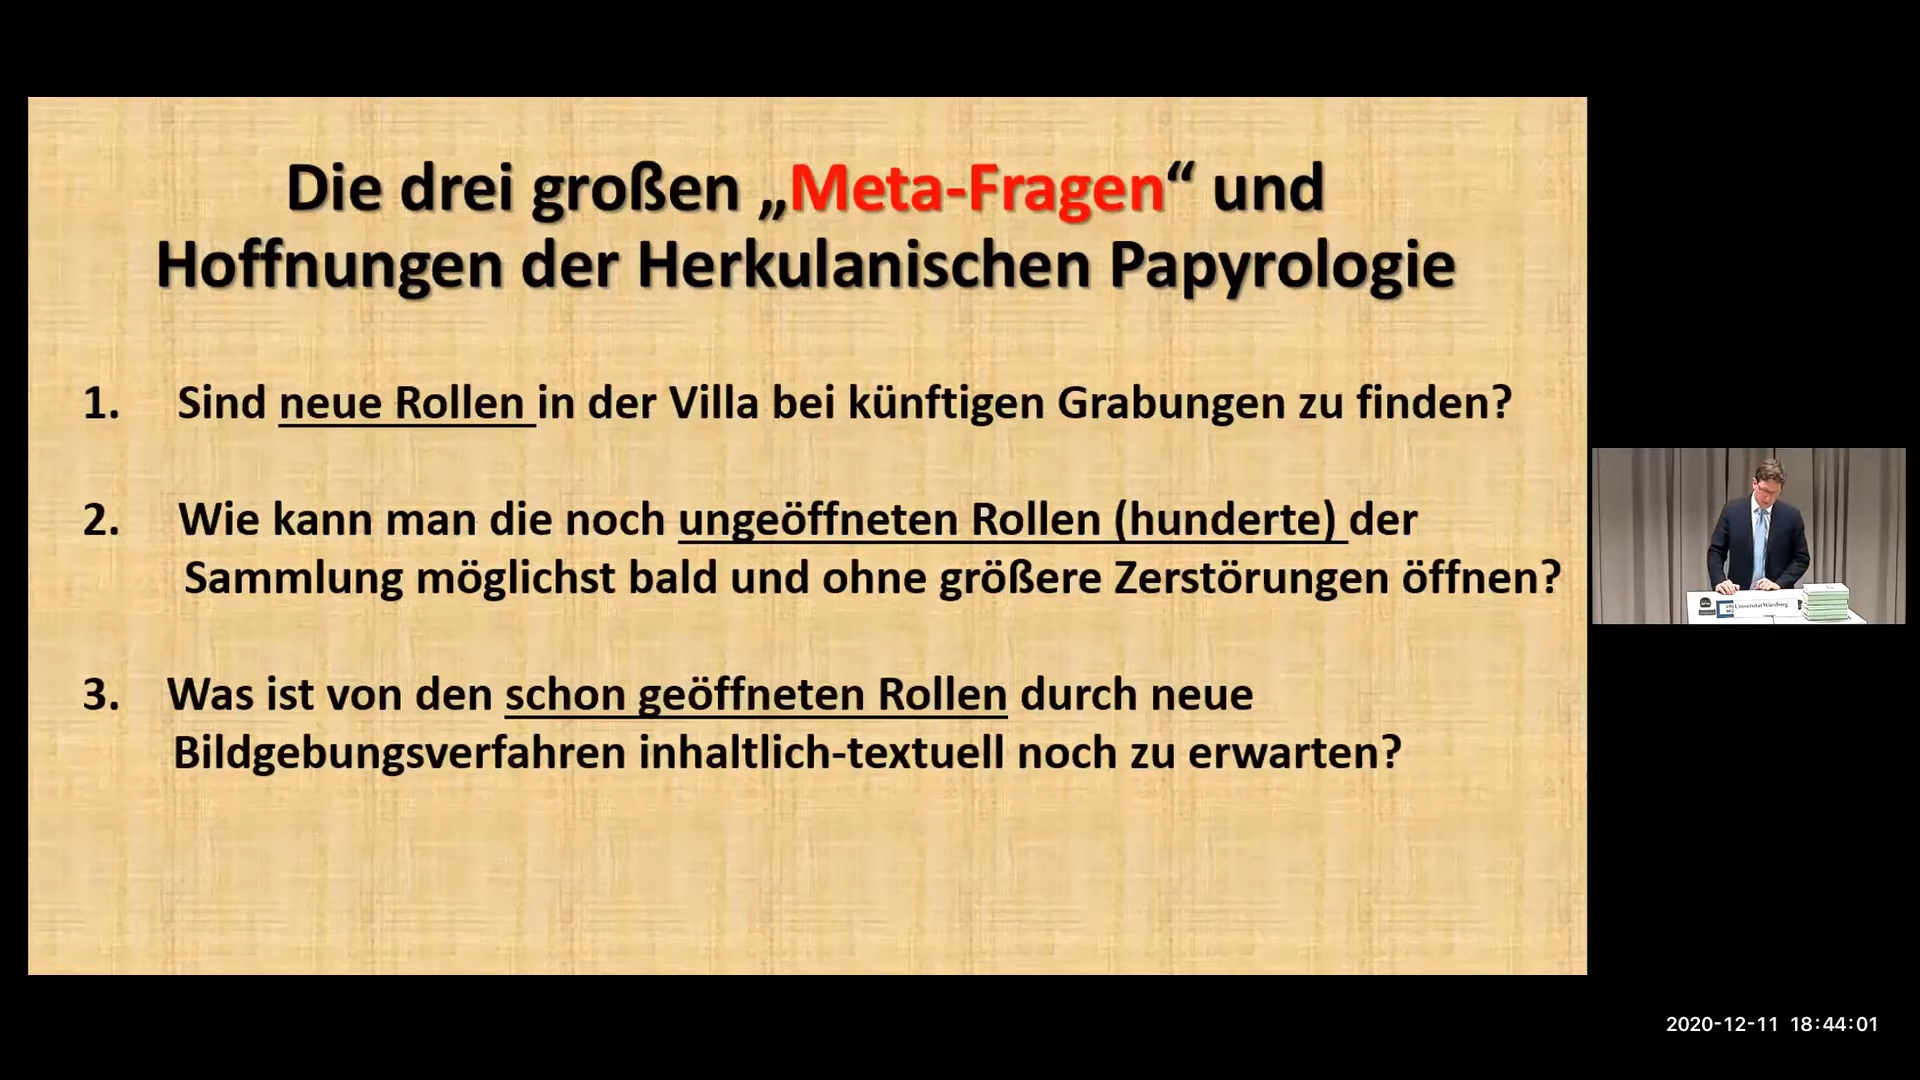 Die drei großen „Meta-Fragen“ und
Hoffnungen der Herkulanischen Papyrologie
1. Sind neue Rollen in der Villa bei künftigen Grabungen zu finden?
2. Wie kann man die noch ungeöffneten Rollen (hunderte) der
Sammlung möglichst bald und ohne größere Zerstörungen öffnen?
3. Was ist von den schon geöffneten Rollen durch neue
Bildgebungsverfahren inhaltlich-textuell noch zu erwarten?
Universität Würzburg
2020-12-11 18:44:01